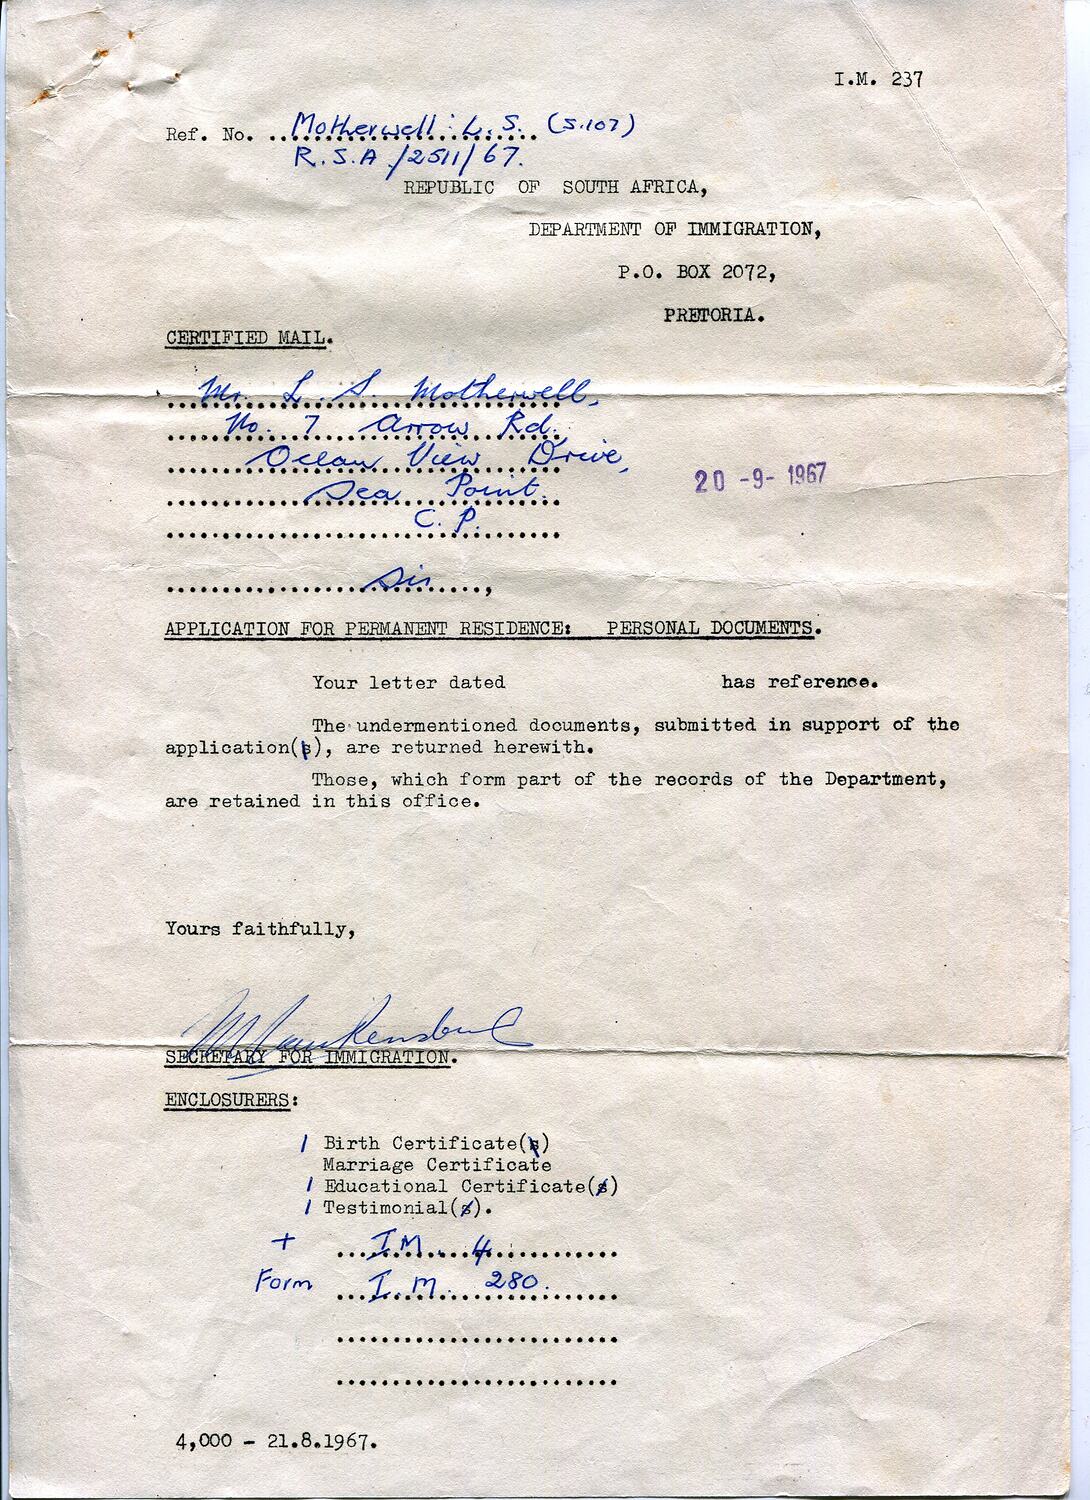 I.M. 237
Ref. No. ..Motherwell: L. S. (S.107)
R.S.A./2511/67.
REPUBLIC OF SOUTH AFRICA,
DEPARTMENT OF IMMIGRATION,
P.O. BOX 2072,
PRETORIA.
CERTIFIED MAIL.
Mr. L. S. Motherwell,
No. 7 Arrow Rd.
Ocean View Drive,
Sea Point.
C.P.
20 -9- 1967
Sir,
APPLICATION FOR PERMANENT RESIDENCE: PERSONAL DOCUMENTS.
Your letter dated has reference.
The undermentioned documents, submitted in support of the
application(s), are returned herewith.
Those, which form part of the records of the Department,
are retained in this office.
Yours faithfully,
SECRETARY FOR IMMIGRATION.
ENCLOSURERS:
1 Birth Certificate(s)
Marriage Certificate
1 Educational Certificate(s)
1 Testimonial(s).
+ I M. 4
Form I.M. 280.
4,000 - 21.8.1967.